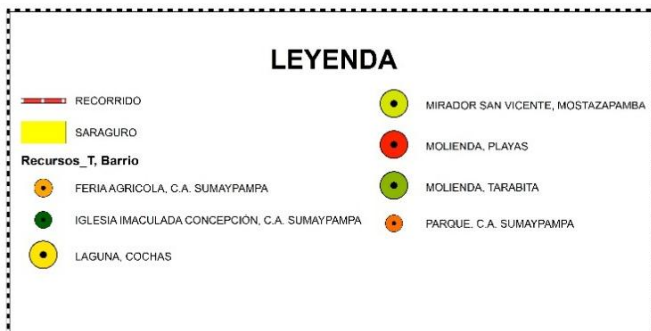 LEYENDA
RECORRIDO
SARAGURO
Recursos_T, Barrio
FERIA AGRICOLA, C.A. SUMAYPAMPA
IGLESIA IMACULADA CONCEPCIÓN, C.A. SUMAYPAMPA
LAGUNA, COCHAS
MIRADOR SAN VICENTE, MOSTAZAPAMBA
MOLIENDA, PLAYAS
MOLIENDA, TARABITA
PARQUE, C.A. SUMAYPAMPA